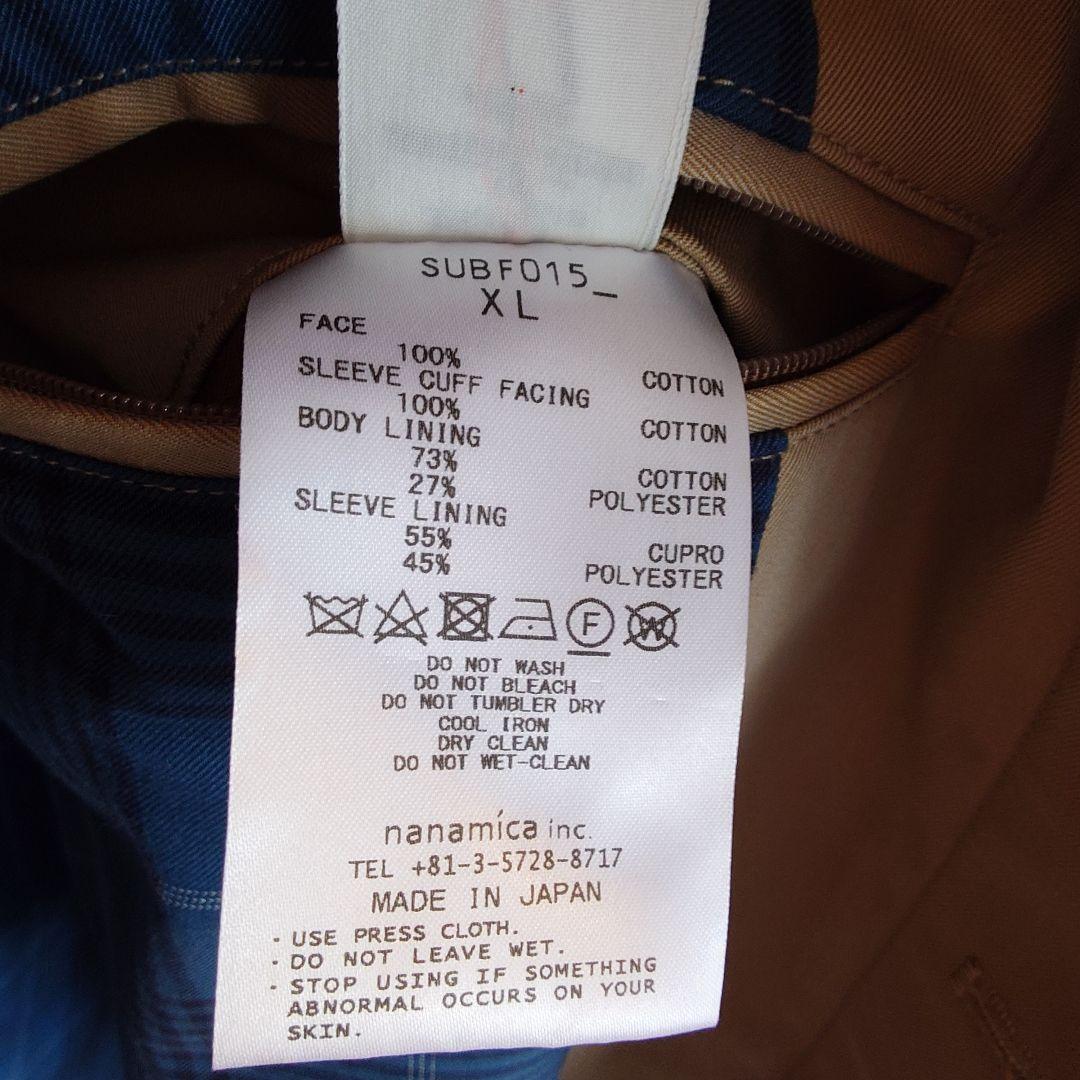 SUBF015_
XL
FACE
100% COTTON
SLEEVE CUFF FACING
100% COTTON
BODY LINING
73% COTTON
27% POLYESTER
SLEEVE LINING
55% CUPRO
45% POLYESTER
F W
DO NOT WASH
DO NOT BLEACH
DO NOT TUMBLER DRY
COOL IRON
DRY CLEAN
DO NOT WET-CLEAN
nanamíca inc.
TEL +81-3-5728-8717
MADE IN JAPAN
· USE PRESS CLOTH.
· DO NOT LEAVE WET.
· STOP USING IF SOMETHING
ABNORMAL OCCURS ON YOUR
SKIN.